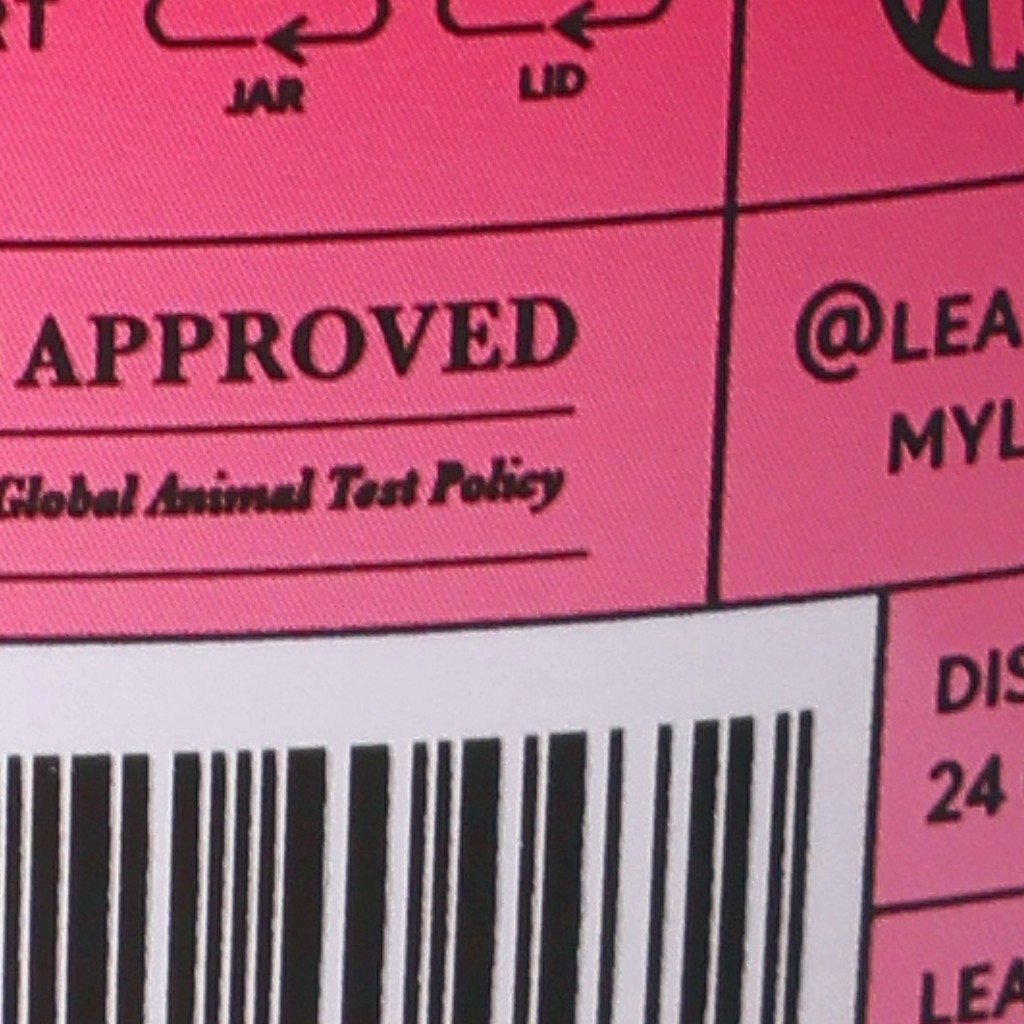 JAR
LID
APPROVED
Global Animal Test Policy
@LEA
MYL
DIS
24
LEA